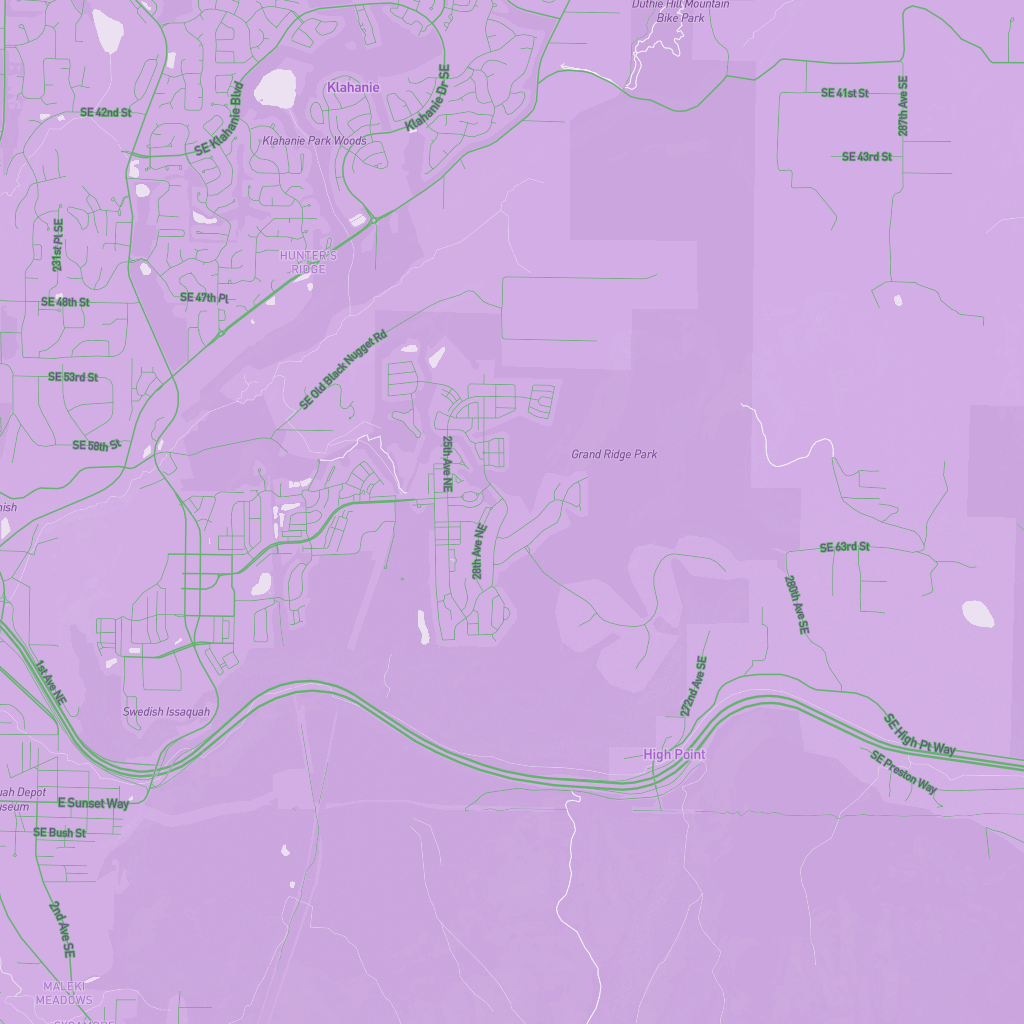 Duthie Hill Mountain
Bike Park
Klahanie
SE 42nd St
SE Klahanie Blvd
Klahanie Dr SE
Klahanie Park Woods
SE 41st St
287th Ave SE
SE 43rd St
231st Pl SE
HUNTER'S
RIDGE
SE 48th St
SE 47th Pl
SE Old Black Nugget Rd
SE 53rd St
SE 58th St
25th Ave NE
Grand Ridge Park
28th Ave NE
SE 63rd St
280th Ave SE
1st Ave NE
272nd Ave SE
Swedish Issaquah
High Point
SE High Pt Way
SE Preston Way
uah Depot
useum
E Sunset Way
SE Bush St
2nd Ave SE
MALEKI
MEADOWS